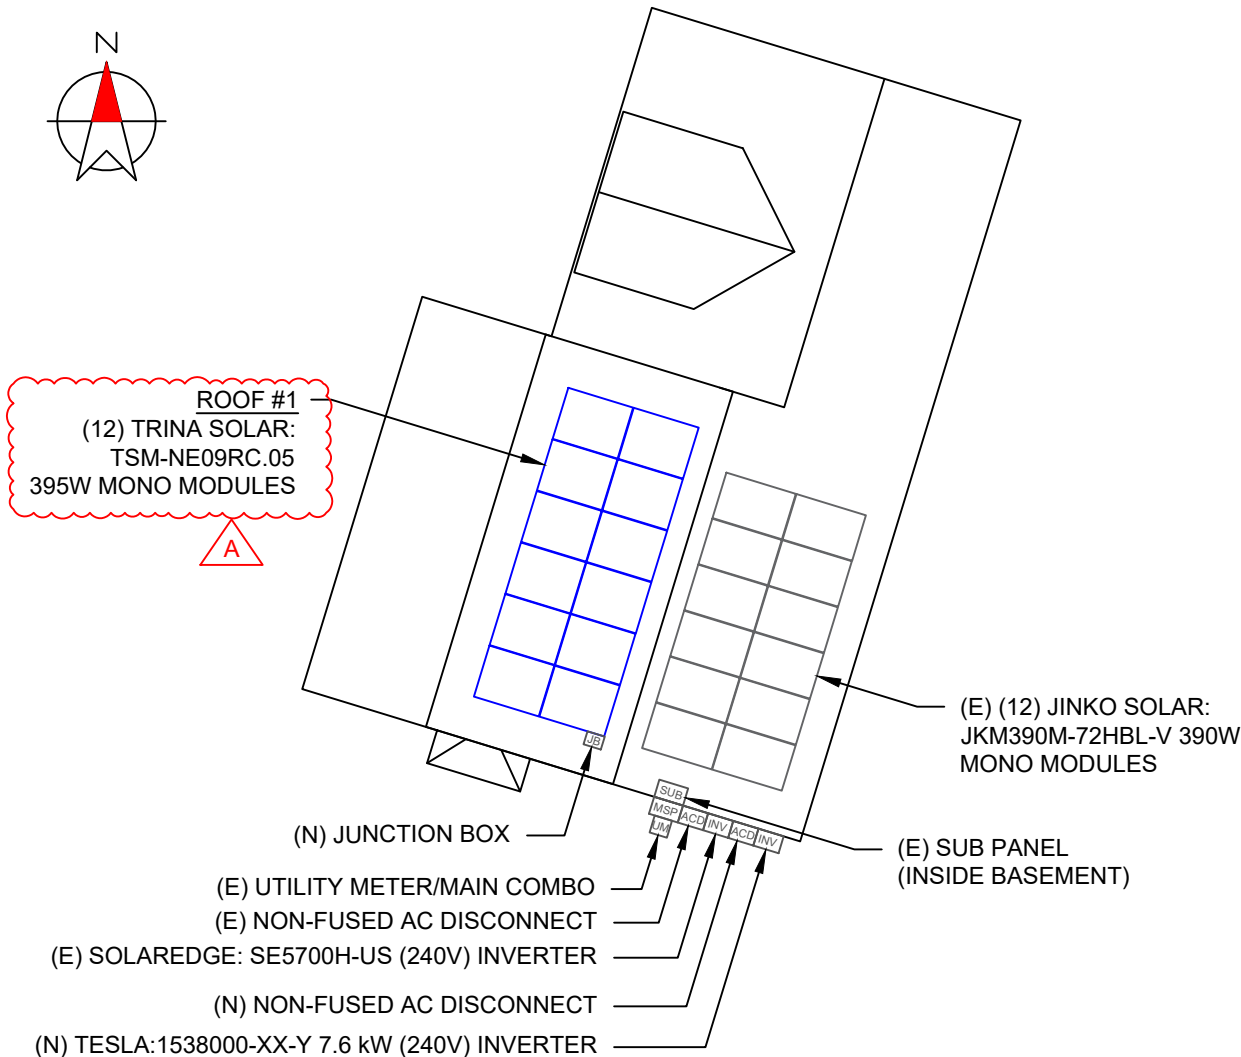 N
ROOF #1
(12) TRINA SOLAR:
TSM-NE09RC.05
395W MONO MODULES
A
(E) (12) JINKO SOLAR:
JKM390M-72HBL-V 390W
MONO MODULES
JB
SUB
MSP ACD INV ACD INV
UM
(N) JUNCTION BOX
(E) SUB PANEL
(INSIDE BASEMENT)
(E) UTILITY METER/MAIN COMBO
(E) NON-FUSED AC DISCONNECT
(E) SOLAREDGE: SE5700H-US (240V) INVERTER
(N) NON-FUSED AC DISCONNECT
(N) TESLA:1538000-XX-Y 7.6 kW (240V) INVERTER